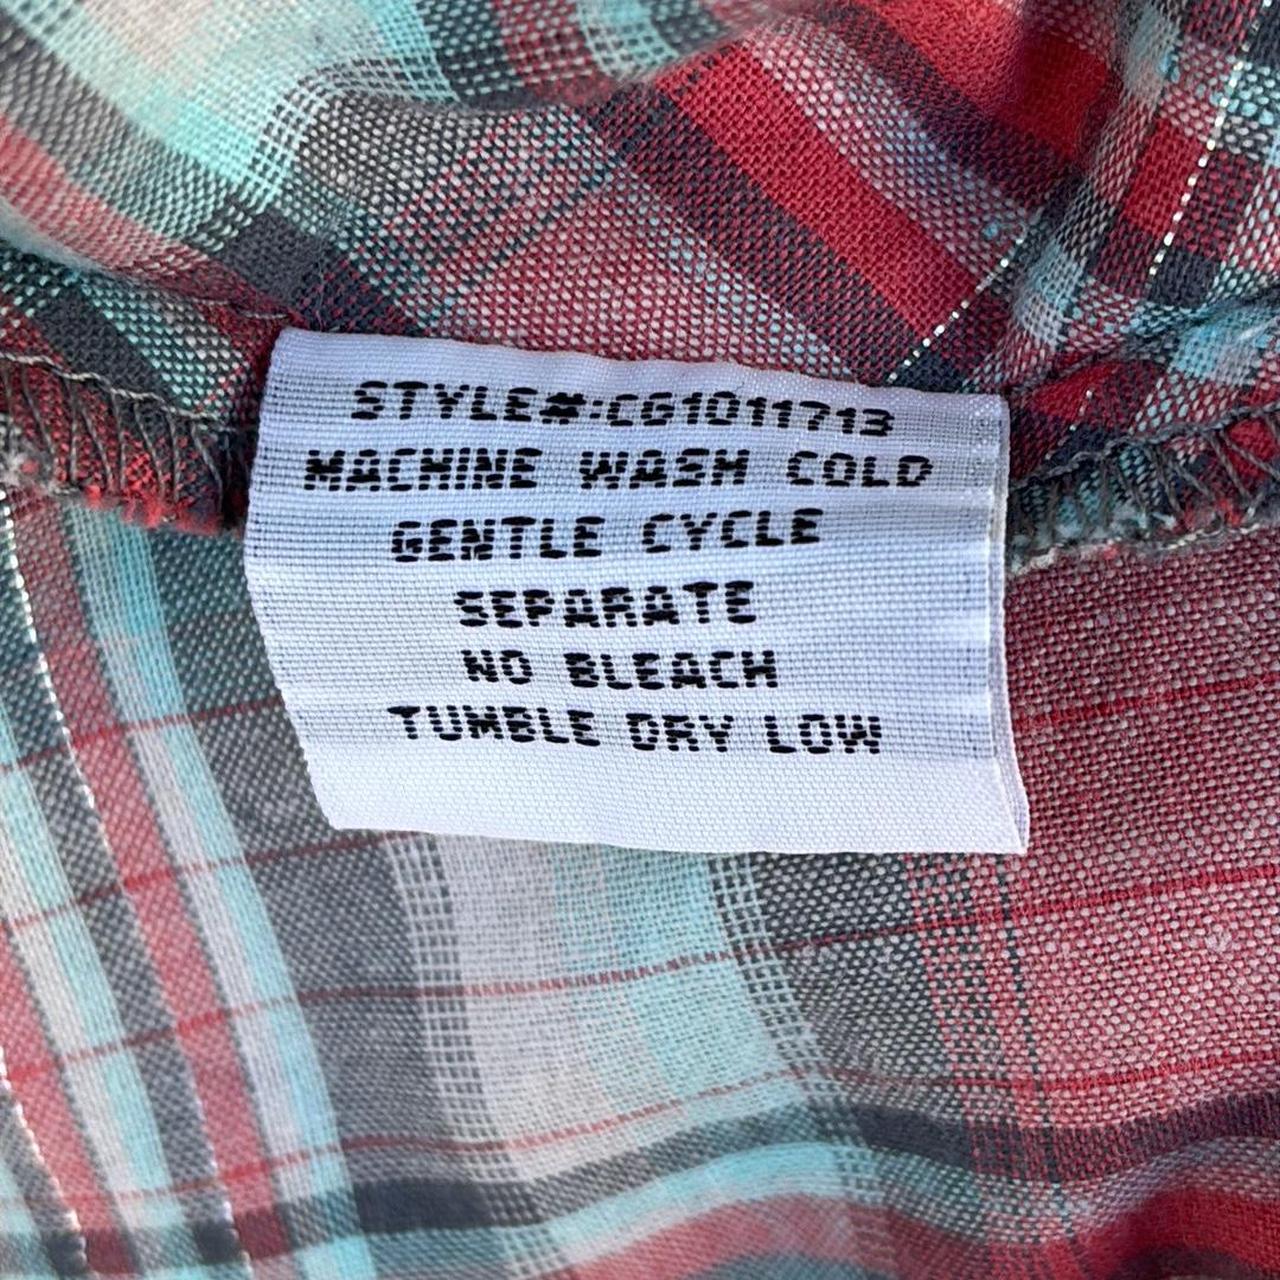 STYLE#:CG1011713
MACHINE WASH COLD
GENTLE CYCLE
SEPARATE
NO BLEACH
TUMBLE DRY LOW